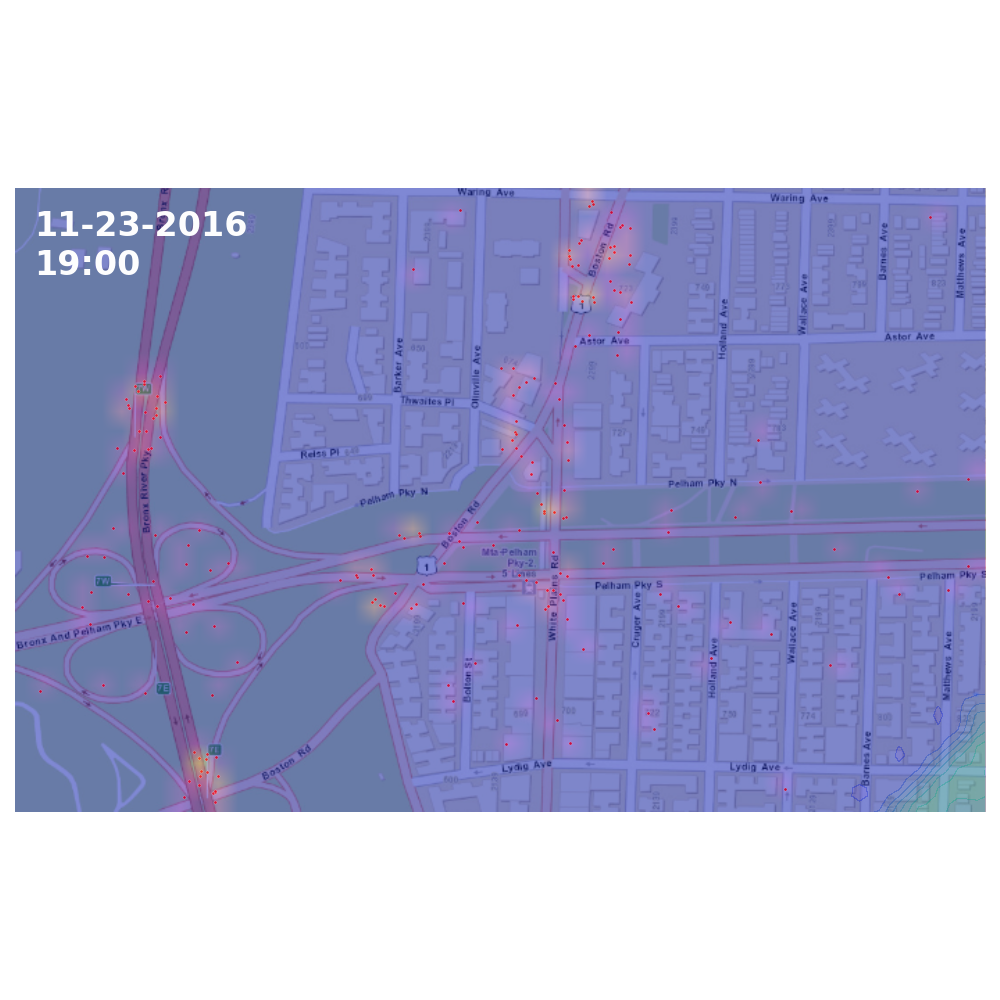 11-23-2016
19:00
Waring Ave
Waring Ave
Boston Rd
Barnes Ave
Matthews Ave
Wallace Ave
Holland Ave
1
Astor Ave
Astor Ave
Barker Ave
Olinville Ave
7W
Thwaites Pl
Reiss Pl
Bronx River Pky
Pelham Pky N
Pelham Pky N
Boston Rd
Mta-Pelham
Pky-2,
5 Lines
1
White Plains Rd
7W
Pelham Pky S
Pelham Pky S
Bronx And Pelham Pky E
Cruger Ave
Wallace Ave
Holland Ave
Matthews Ave
Bolton St
7E
7E
Boston Rd
Lydig Ave
Lydig Ave
Barnes Ave